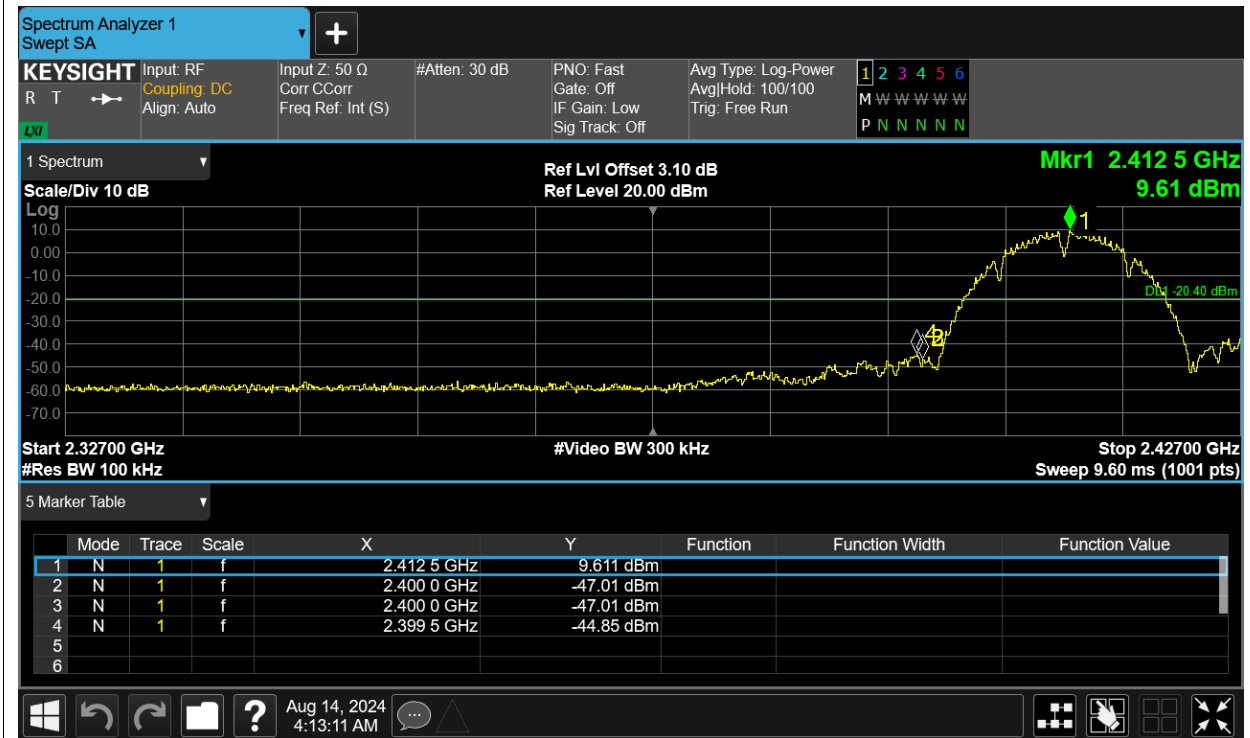 Spectrum Analyzer 1
Swept SA
+
KEYSIGHT Input: RF Input Z: 50 Ω #Atten: 30 dB PNO: Fast Avg Type: Log-Power 1 2 3 4 5 6
R T Coupling: DC Corr CCorr Gate: Off Avg|Hold: 100/100 M W W W W W
Align: Auto Freq Ref: Int (S) IF Gain: Low Trig: Free Run
LXI Sig Track: Off P N N N N N
1 Spectrum Ref Lvl Offset 3.10 dB Mkr1 2.412 5 GHz
Scale/Div 10 dB Ref Level 20.00 dBm 9.61 dBm
Log
1
10.0
0.00
-10.0
-20.0 DL1 -20.40 dBm
-30.0
-40.0
-50.0
-60.0
-70.0
Start 2.32700 GHz #Video BW 300 kHz Stop 2.42700 GHz
#Res BW 100 kHz Sweep 9.60 ms (1001 pts)
5 Marker Table
Mode Trace Scale X Y Function Function Width Function Value
1 N 1 f 2.412 5 GHz 9.611 dBm
2 N 1 f 2.400 0 GHz -47.01 dBm
3 N 1 f 2.400 0 GHz -47.01 dBm
4 N 1 f 2.399 5 GHz -44.85 dBm
5
6
? Aug 14, 2024
4:13:11 AM